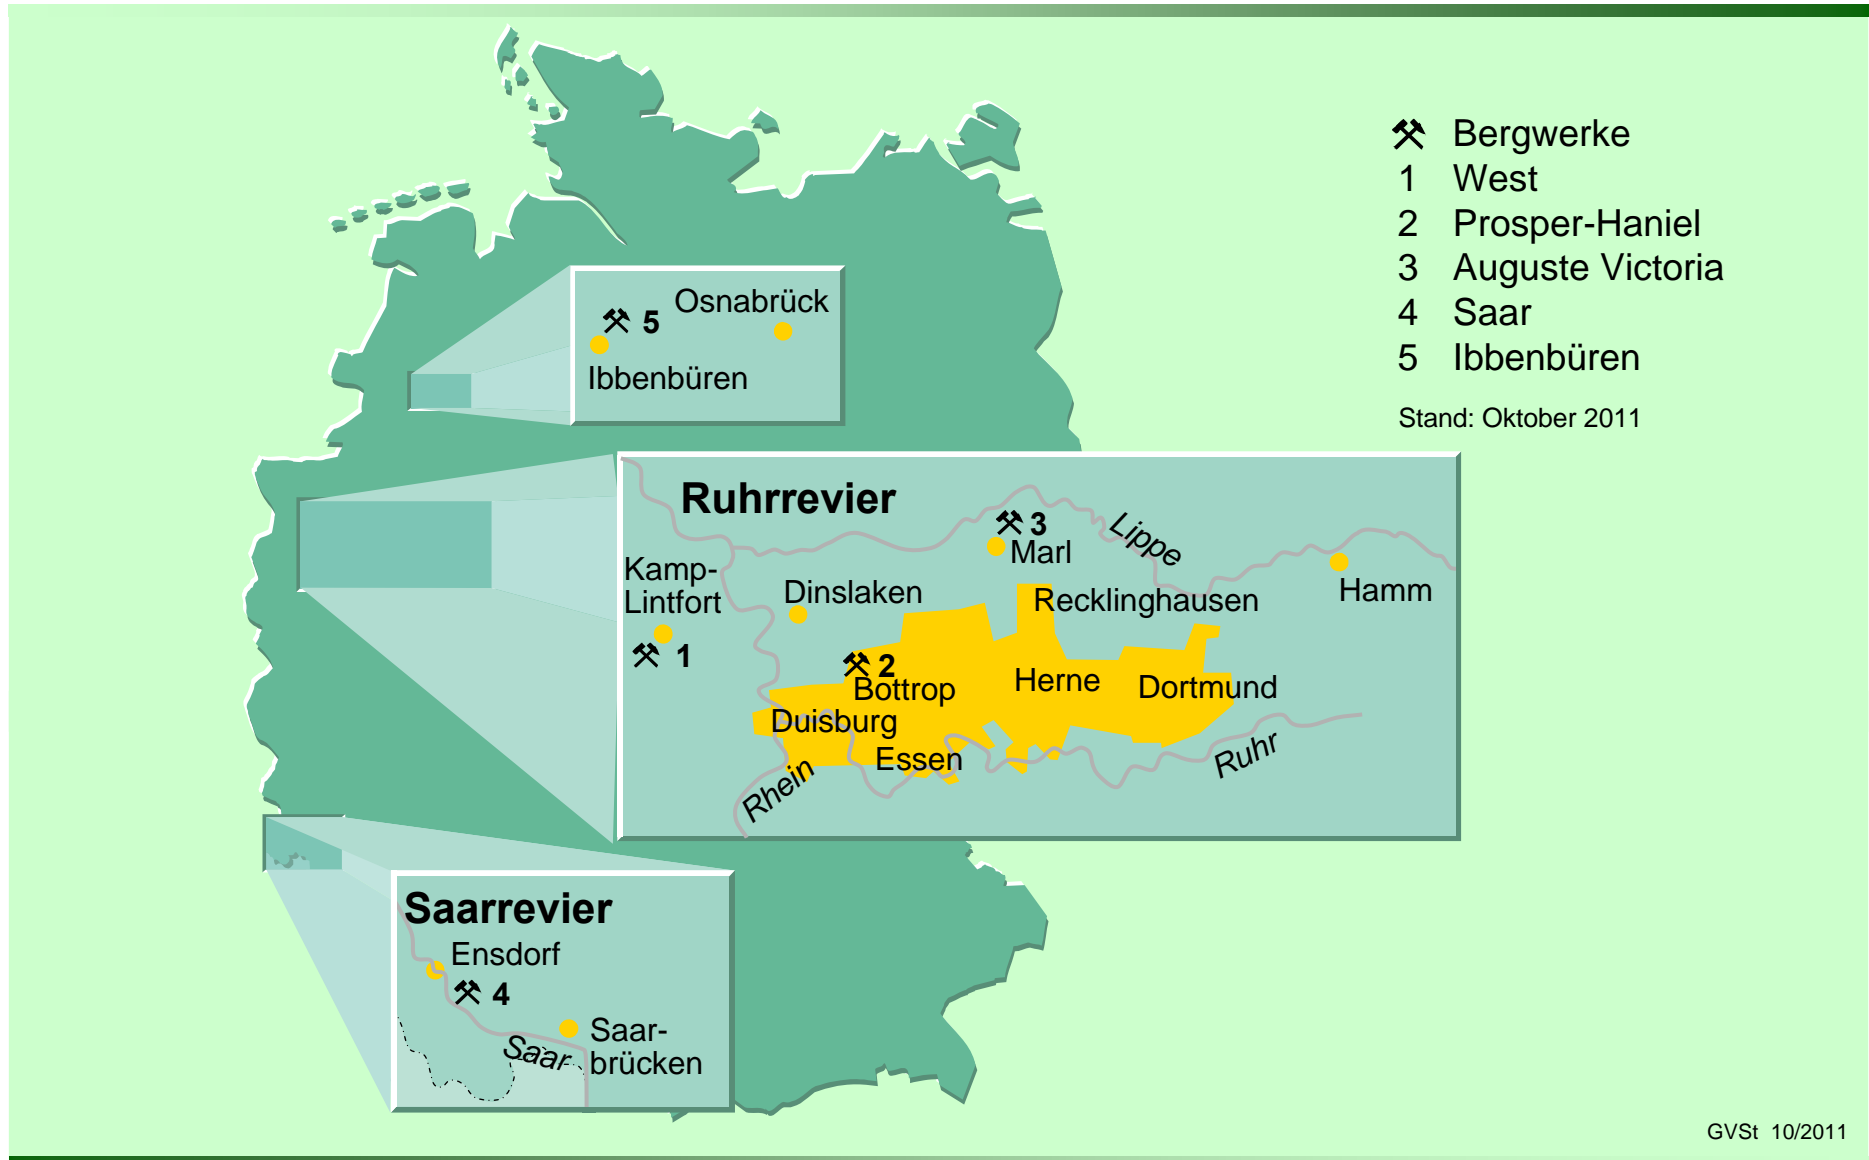 Bergwerke
1 West
2 Prosper-Haniel
3 Auguste Victoria
4 Saar
5 Ibbenbüren
Stand: Oktober 2011
Osnabrück
5
Ibbenbüren
Ruhrrevier
3
Marl
Lippe
Kamp-
Lintfort
1
Dinslaken
Recklinghausen
Hamm
2
Bottrop
Herne
Dortmund
Duisburg
Essen
Rhein
Ruhr
Saarrevier
Ensdorf
4
Saar
Saar-
brücken
GVSt 10/2011